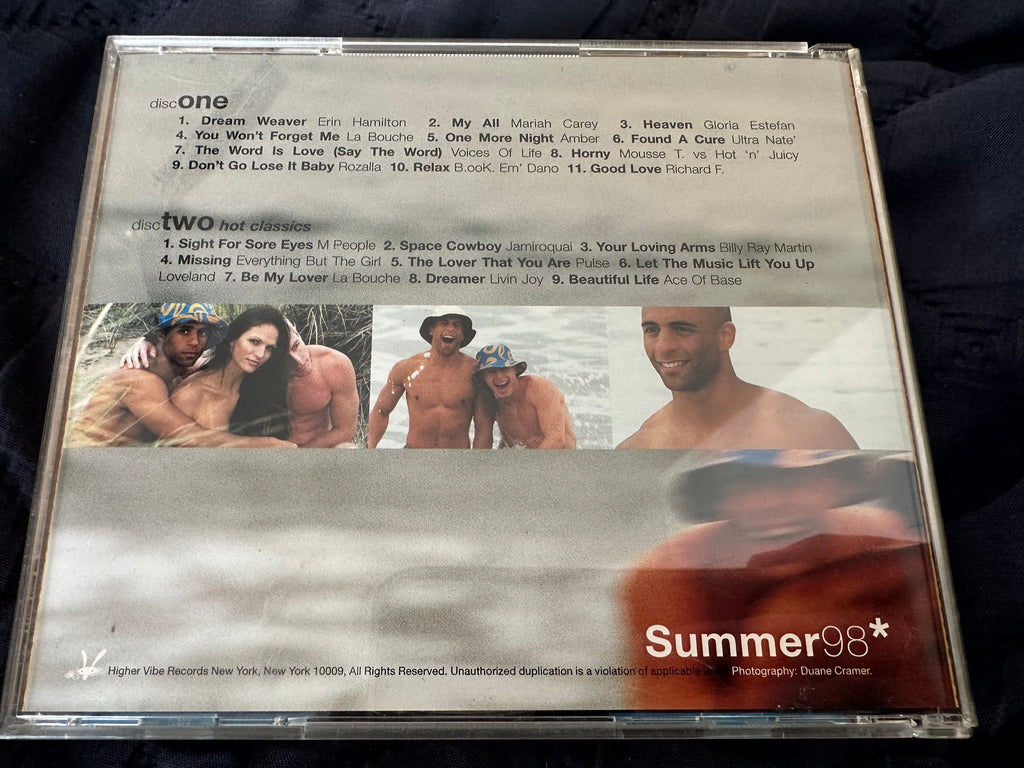 discone
1. Dream Weaver Erin Hamilton 2. My All Mariah Carey 3. Heaven Gloria Estefan
4. You Won't Forget Me La Bouche 5. One More Night Amber 6. Found A Cure Ultra Nate'
7. The Word Is Love (Say The Word) Voices Of Life 8. Horny Mousse T. vs Hot 'n' Juicy
9. Don't Go Lose It Baby Rozalla 10. Relax B.ooK. Em' Dano 11. Good Love Richard F.
disctwo hot classics
1. Sight For Sore Eyes M People 2. Space Cowboy Jamiroquai 3. Your Loving Arms Billy Ray Martin
4. Missing Everything But The Girl 5. The Lover That You Are Pulse 6. Let The Music Lift You Up
Loveland 7. Be My Lover La Bouche 8. Dreamer Livin Joy 9. Beautiful Life Ace Of Base
Summer98*
Higher Vibe Records New York, New York 10009, All Rights Reserved. Unauthorized duplication is a violation of applicable Photography: Duane Cramer.